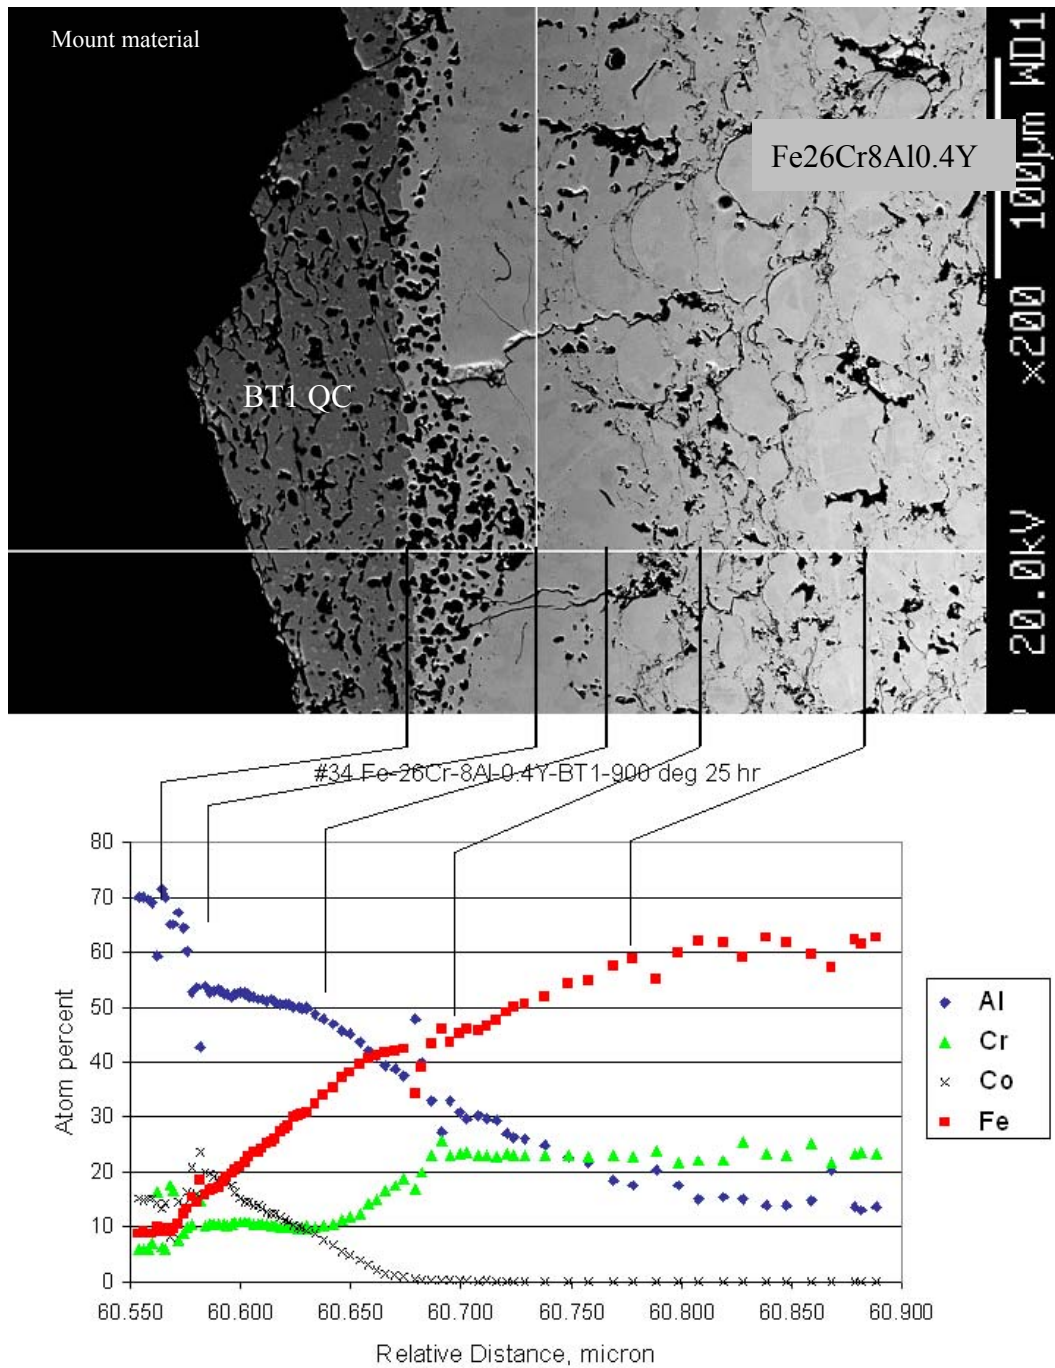 Mount material
Fe26Cr8Al0.4Y
BT1 QC
20.0kV ×200 100µm WD1
#34 Fe-26Cr-8Al-0.4Y-BT1-900 deg 25 hr
80
70
60
50
40
30
20
10
0
Atom percent
60.550 60.600 60.650 60.700 60.750 60.800 60.850 60.900
Relative Distance, micron
Al
Cr
Co
Fe